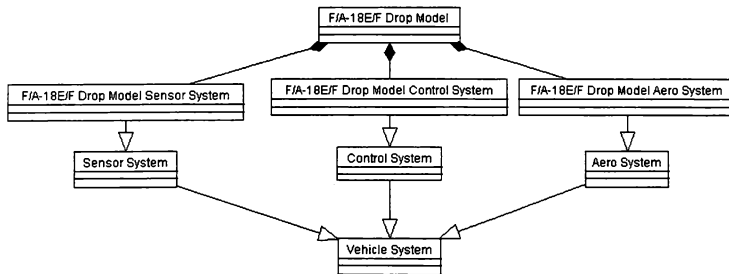 F/A-18E/F Drop Model
F/A-18E/F Drop Model Sensor System
F/A-18E/F Drop Model Control System
F/A-18E/F Drop Model Aero System
Sensor System
Control System
Aero System
Vehicle System